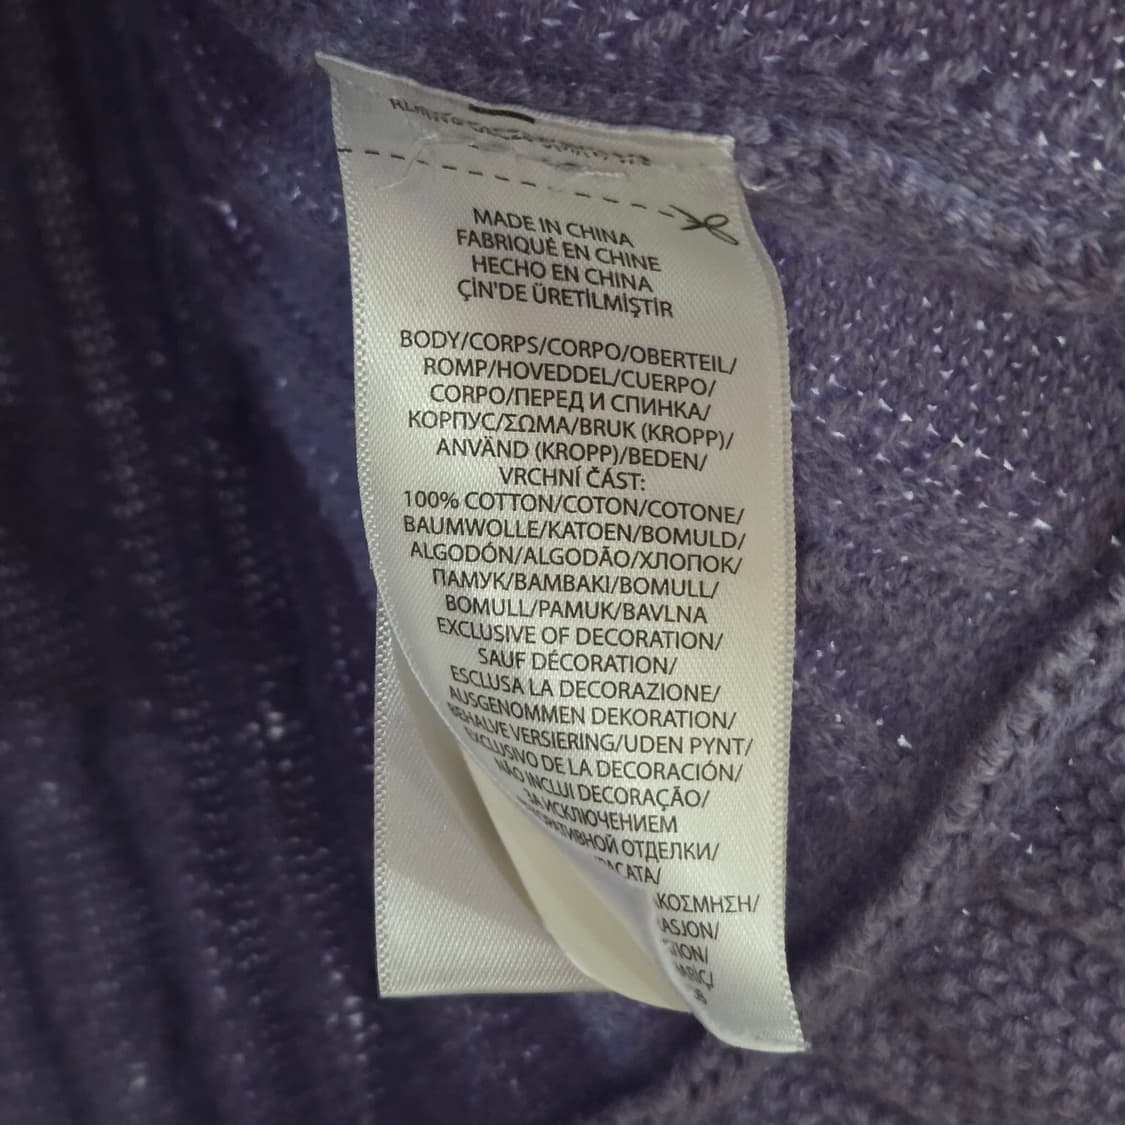 MADE IN CHINA
FABRIQUÉ EN CHINE
HECHO EN CHINA
ÇİN'DE ÜRETİLMİŞTİR
BODY/CORPS/CORPO/OBERTEIL/
ROMP/HOVEDDEL/CUERPO/
CORPO/ПЕРЕД И СПИНКА/
КОРПУС/ΣΩΜΑ/BRUK (KROPP)/
ANVÄND (KROPP)/BEDEN/
VRCHNÍ ČÁST:
100% COTTON/COTON/COTONE/
BAUMWOLLE/KATOEN/BOMULD/
ALGODÓN/ALGODÃO/ХЛОПОК/
ПАМУК/ΒΑΜΒΑΚΙ/BOMULL/
BOMULL/PAMUK/BAVLNA
EXCLUSIVE OF DECORATION/
SAUF DÉCORATION/
ESCLUSA LA DECORAZIONE/
AUSGENOMMEN DEKORATION/
BEHALVE VERSIERING/UDEN PYNT/
EXCLUSIVO DE LA DECORACIÓN/
NÃO INCLUI DECORAÇÃO/
ЗА ИСКЛЮЧЕНИЕМ
ОТДЕЛКИ/